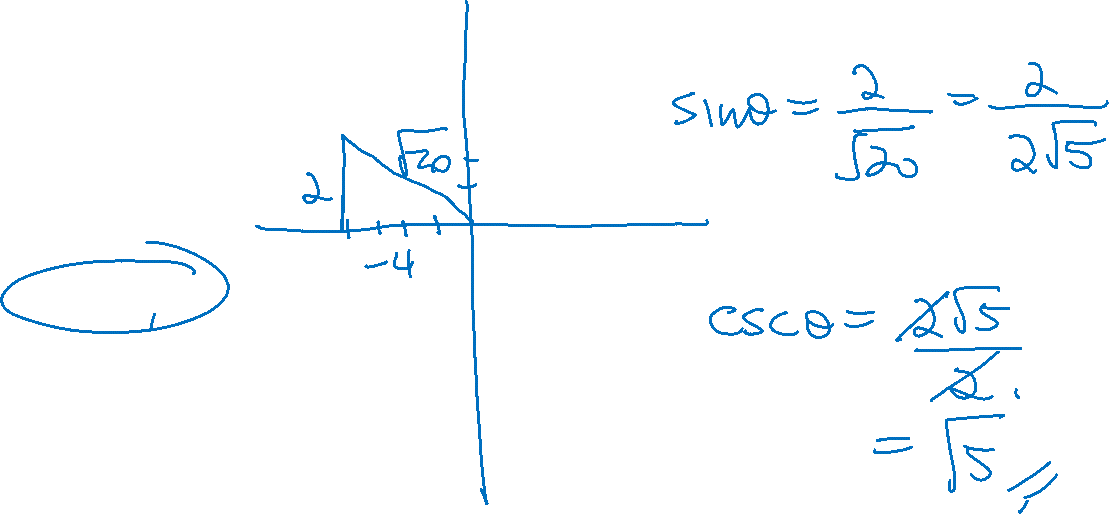 sinθ = 2/√20 = 2/2√5
√20
2
-4
cscθ = 2√5/2
= √5